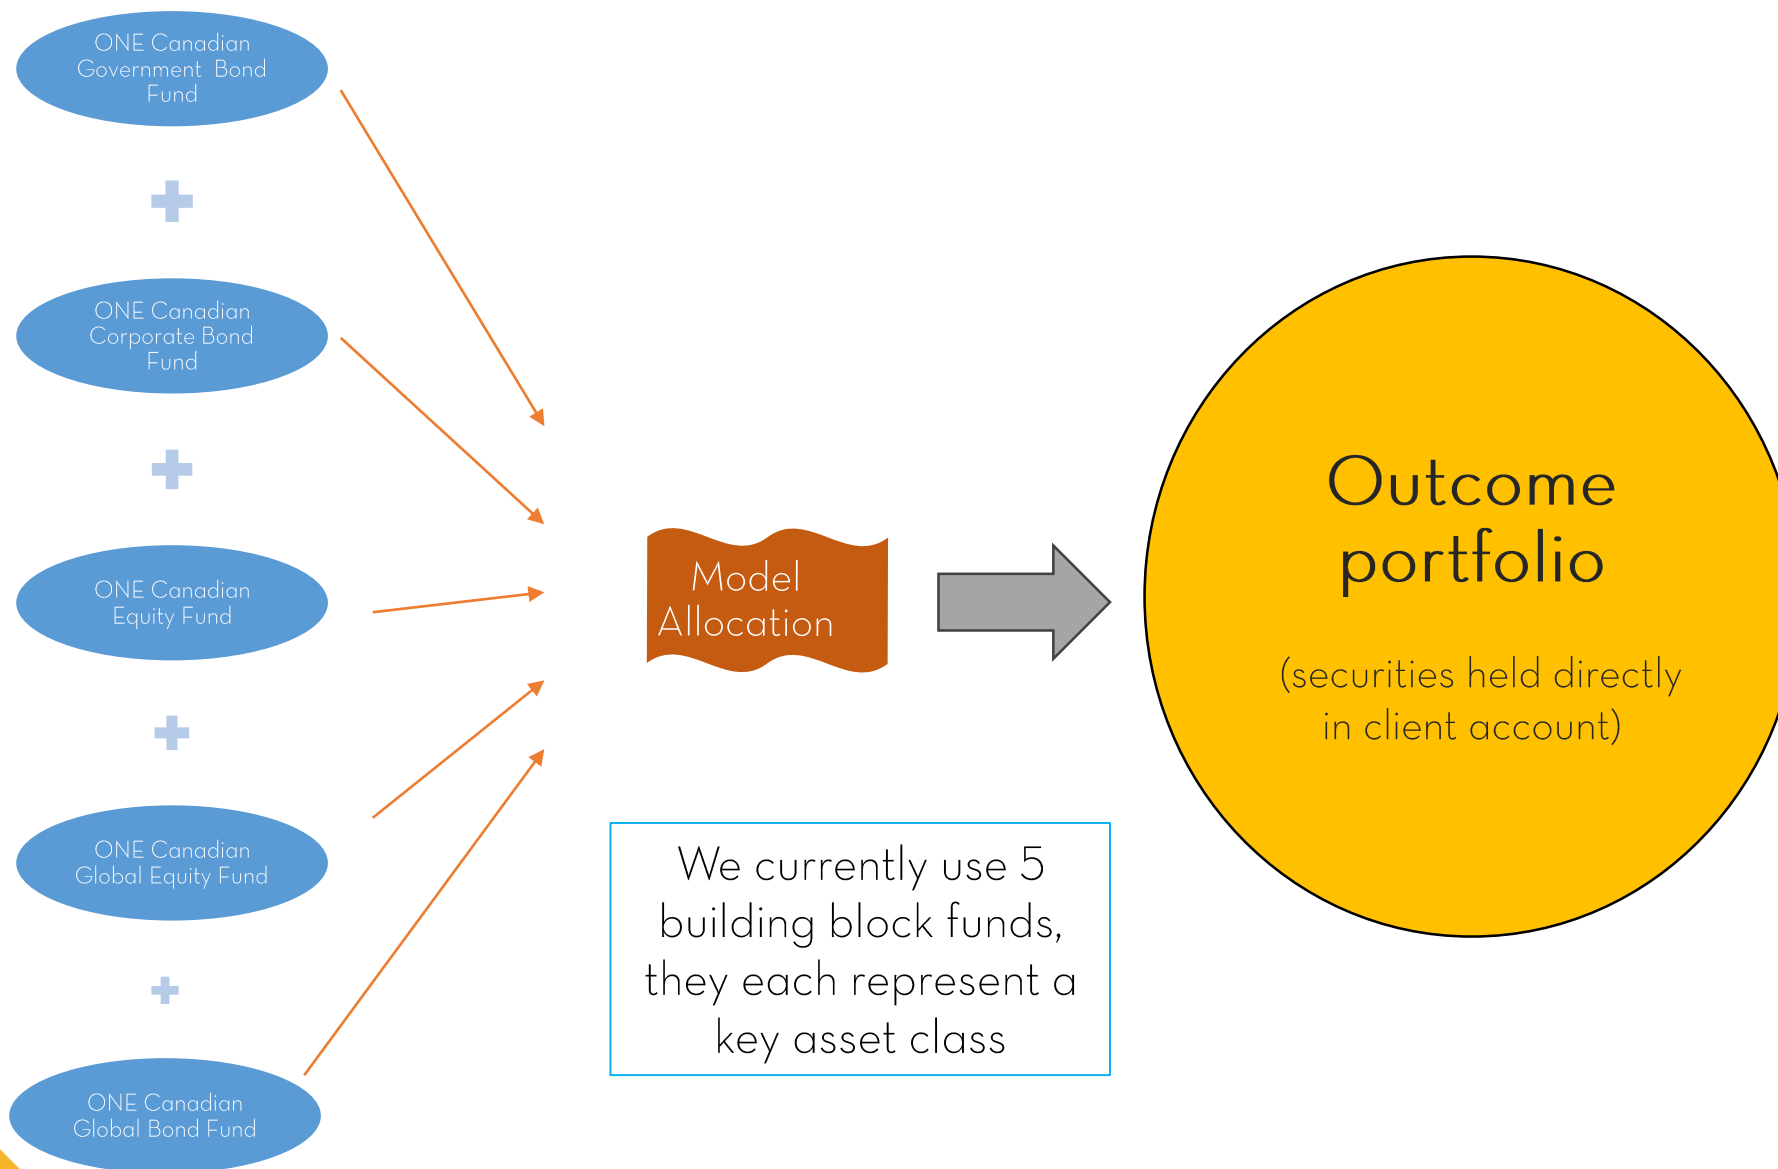 ONE Canadian
Government Bond
Fund
ONE Canadian
Corporate Bond
Fund
ONE Canadian
Equity Fund
ONE Canadian
Global Equity Fund
ONE Canadian
Global Bond Fund
Model
Allocation
We currently use 5
building block funds,
they each represent a
key asset class
Outcome
portfolio
(securities held directly
in client account)